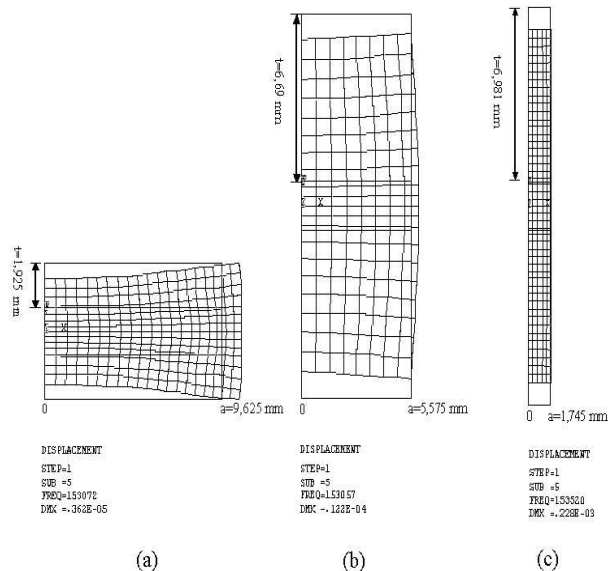 t=1,925 mm
0
a=9,625 mm
DISPLACEMENT
STEP=1
SUB =5
FREQ=153072
DMX =.362E-05
(a)
t=6,69 mm
X
0
a=5,575 mm
DISPLACEMENT
STEP=1
SUB =5
FREQ=153057
DMX =.122E-04
(b)
t=6,981 mm
0
a=1,745 mm
DISPLACEMENT
STEP=1
SUB =5
FREQ=153520
DMX =.228E-03
(c)